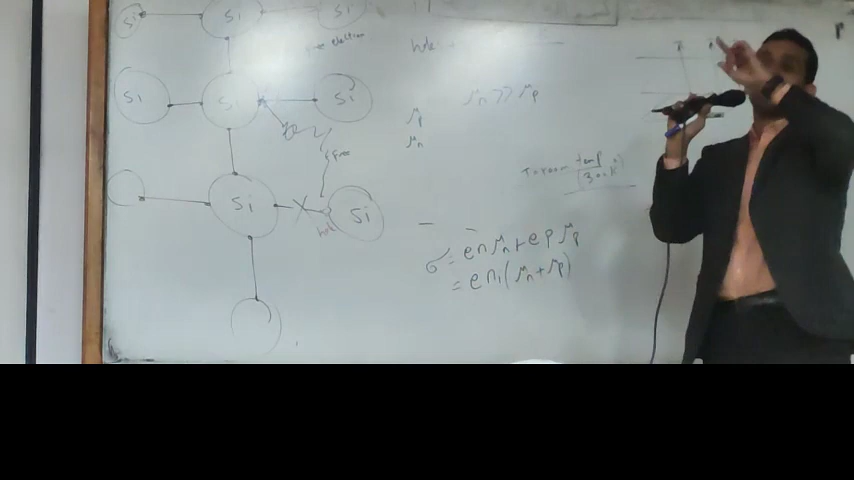 Si Si Si
electron
hole
Si Si Si
μn >> μp
μp
μn
free
T = room temp
(300 K)
Si Si
hole
σ = enμn + epμp
= eni(μn + μp)